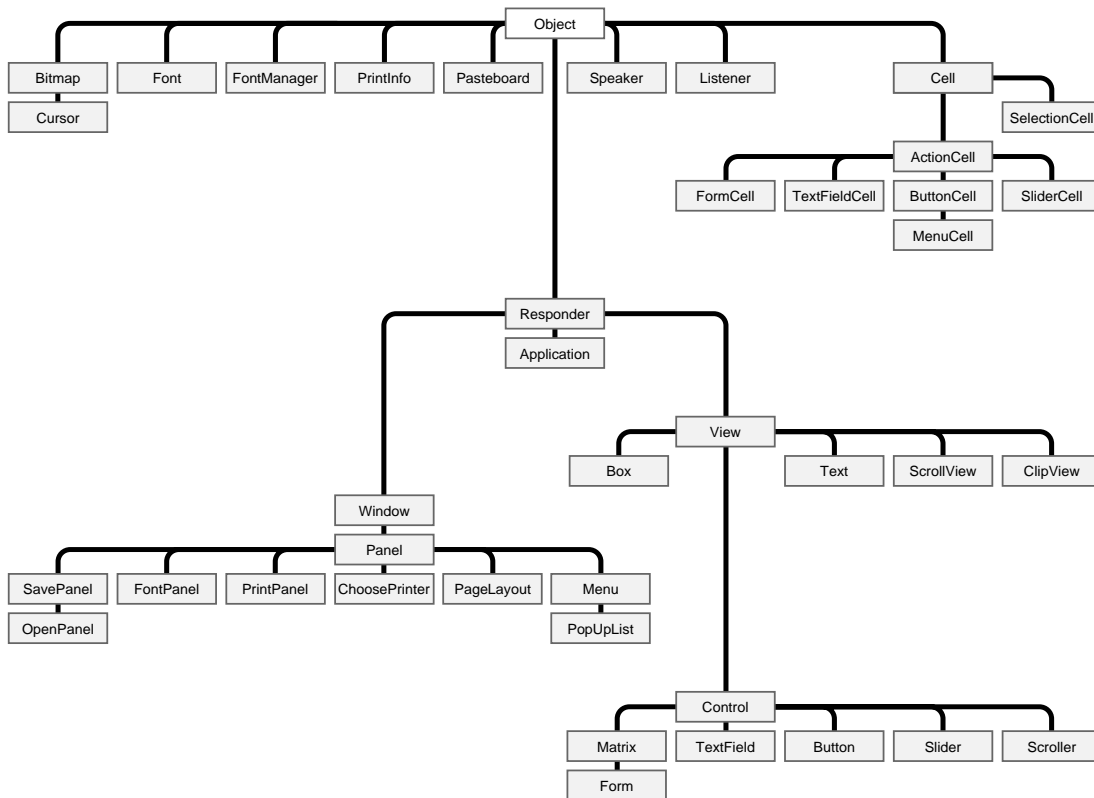 Object
Bitmap Font FontManager PrintInfo Pasteboard Speaker Listener Cell
Cursor SelectionCell
ActionCell
FormCell TextFieldCell ButtonCell SliderCell
MenuCell
Responder
Application
View
Box Text ScrollView ClipView
Window
Panel
SavePanel FontPanel PrintPanel ChoosePrinter PageLayout Menu
OpenPanel PopUpList
Control
Matrix TextField Button Slider Scroller
Form